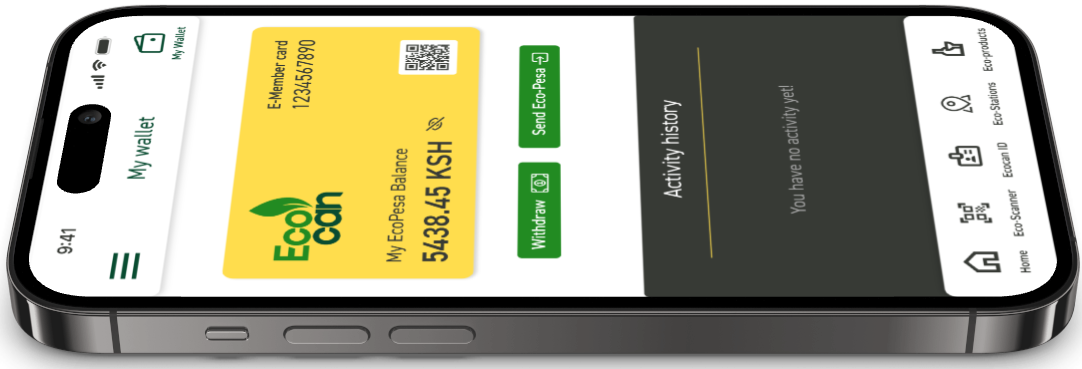 9:41
My wallet
My Wallet
Eco
can
E-Member card
1234567890
My EcoPesa Balance
5438.45 KSH
Withdraw
Send Eco-Pesa
Activity history
You have no activity yet!
Home
Eco-Scanner
Ecocan ID
Eco-Stations
Eco-products